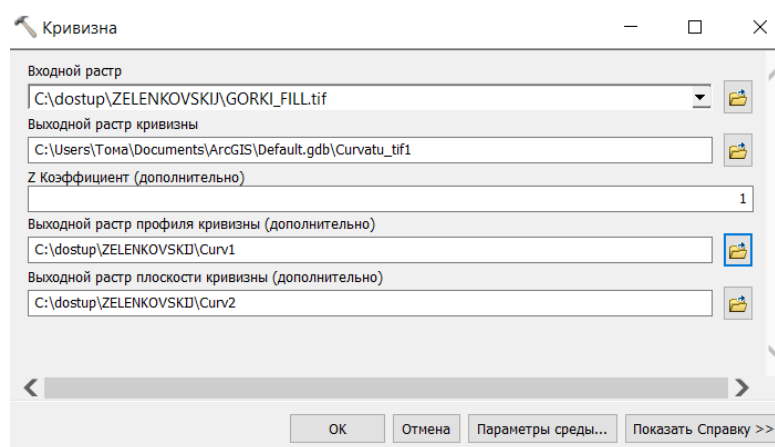 Кривизна
Входной растр
C:\dostup\ZELENKOVSKIJ\GORKI_FILL.tif
Выходной растр кривизны
C:\Users\Тома\Documents\ArcGIS\Default.gdb\Curvatu_tif1
Z Коэффициент (дополнительно)
1
Выходной растр профиля кривизны (дополнительно)
C:\dostup\ZELENKOVSKIJ\Curv1
Выходной растр плоскости кривизны (дополнительно)
C:\dostup\ZELENKOVSKIJ\Curv2
OK Отмена Параметры среды... Показать Справку >>